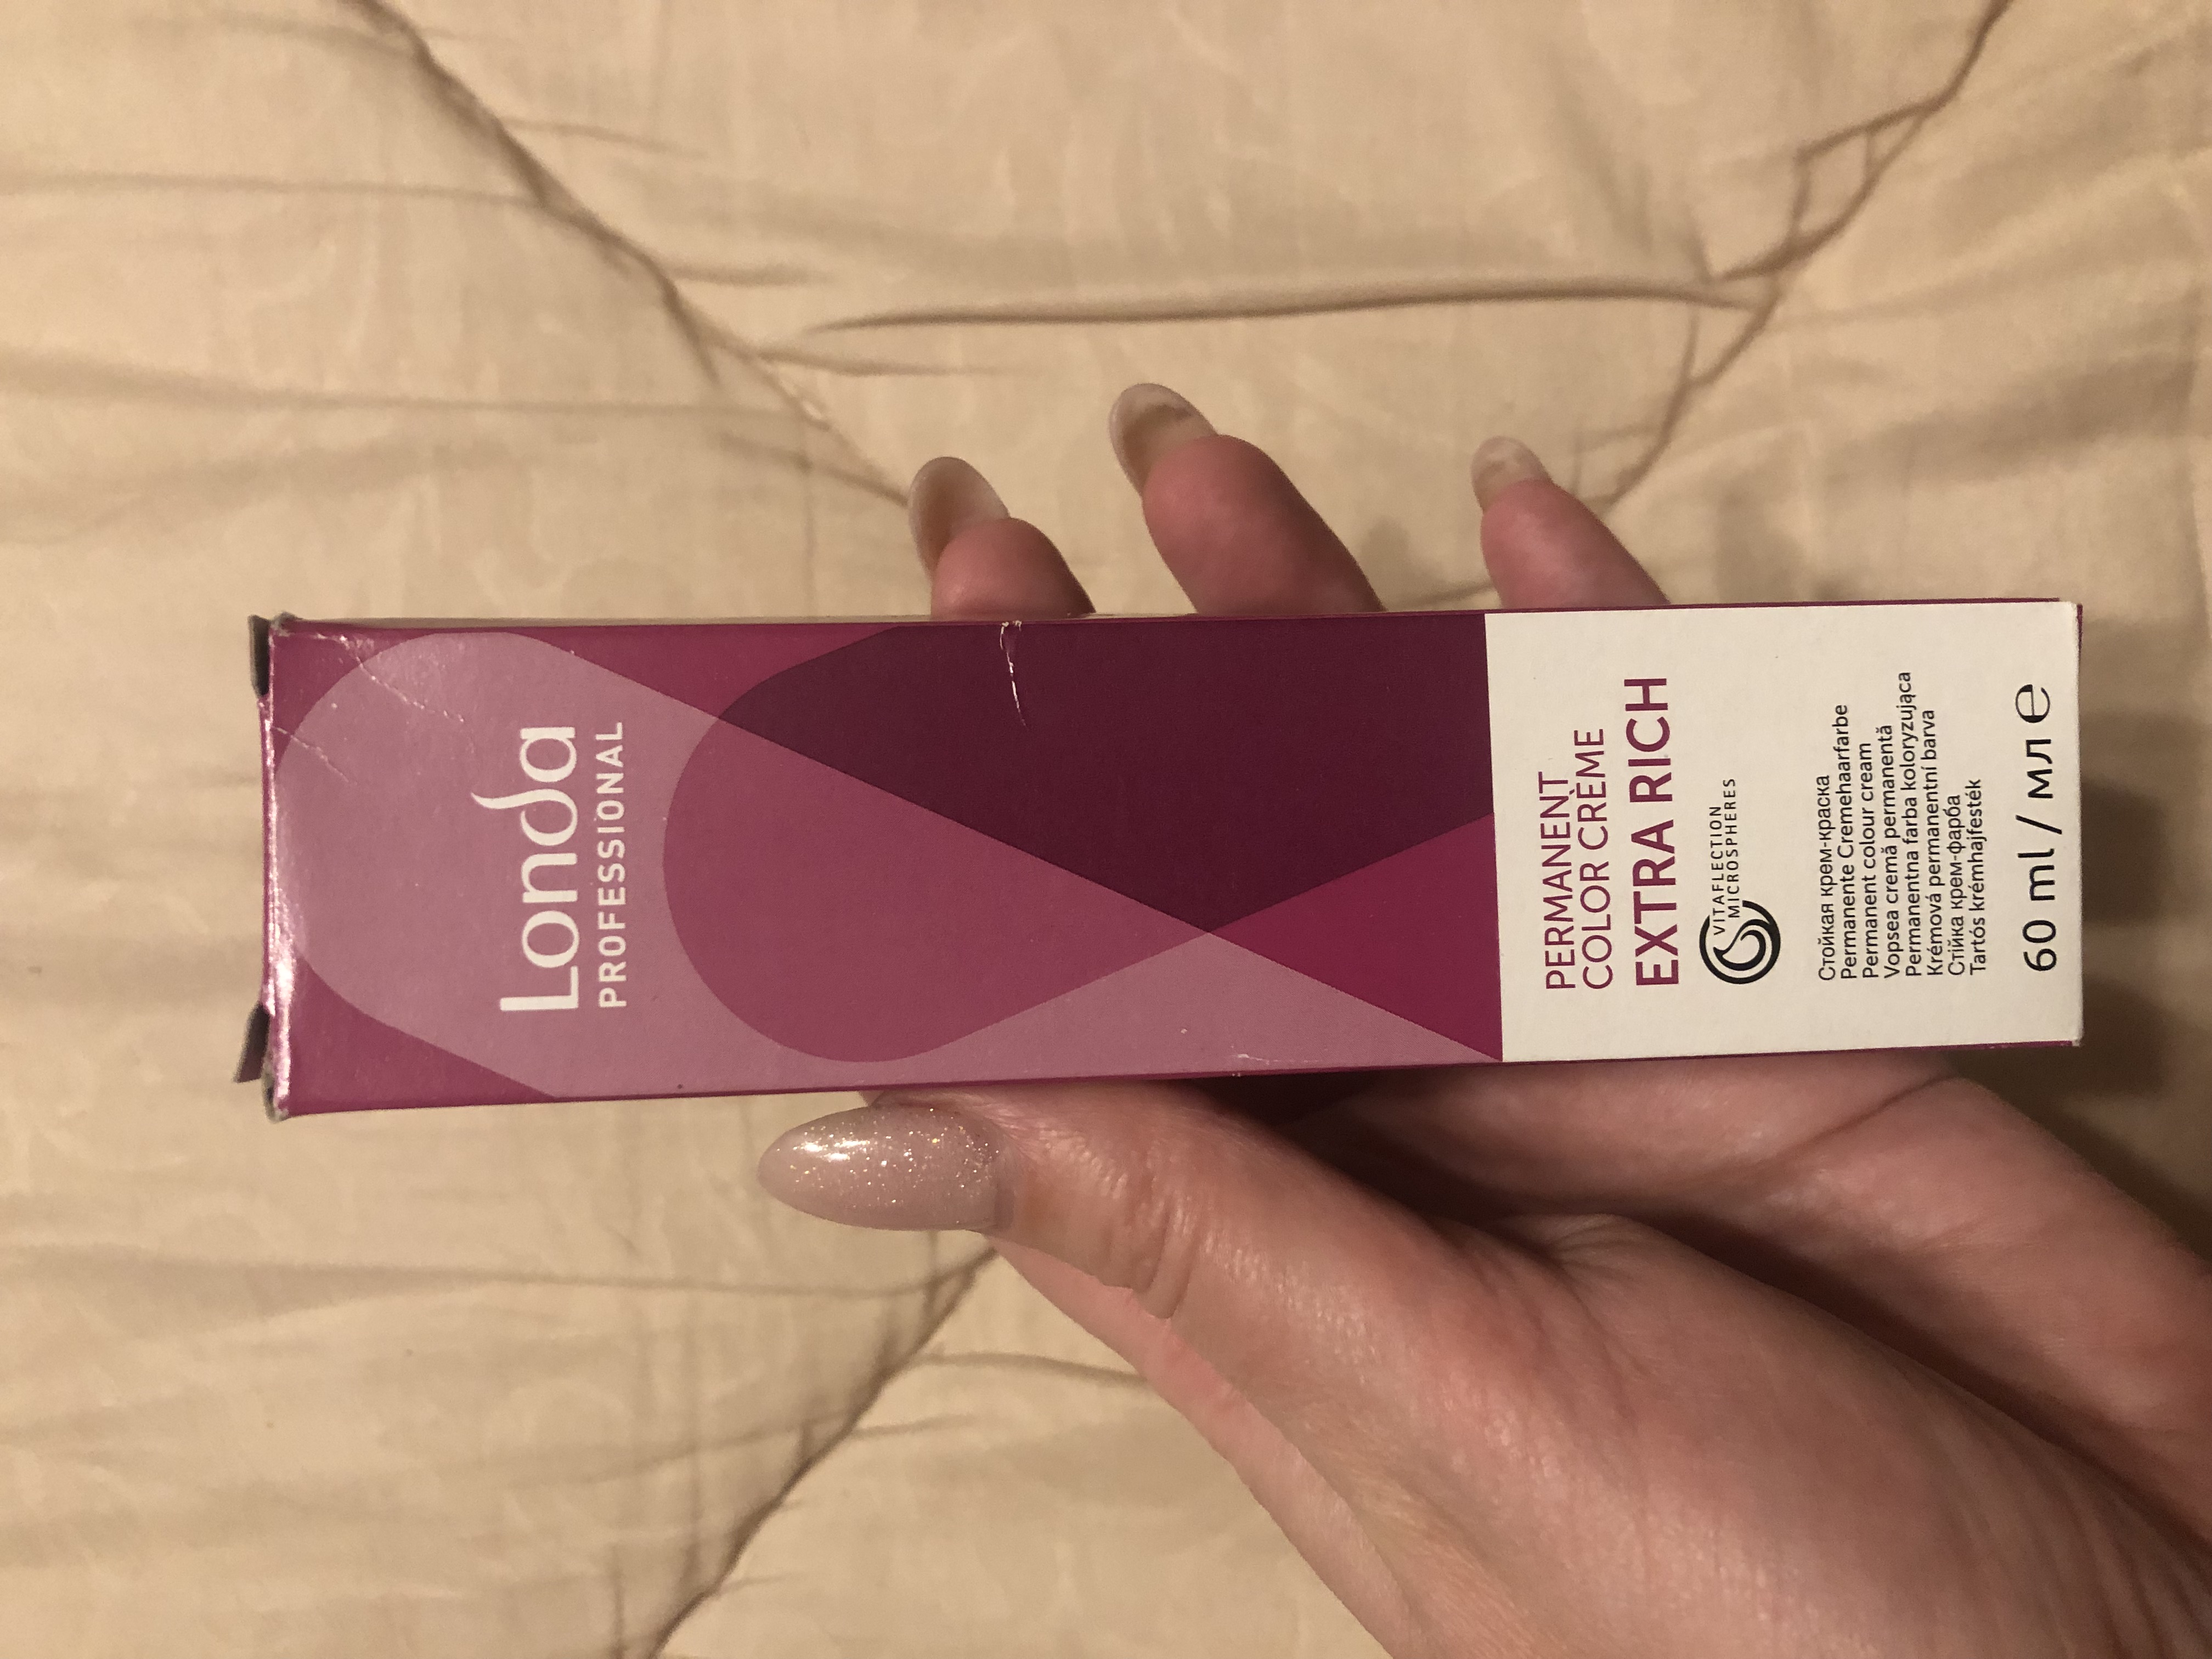 Londa
PROFESSIONAL
PERMANENT
COLOR CRÈME
EXTRA RICH
VITAFLECTION
MICROSPHERES
Стойкая крем-краска
Permanente Cremehaarfarbe
Permanent colour cream
Vopsea cremă permanentă
Permanentna farba koloryzująca
Krémová permanentní barva
Стійка крем-фарба
Tartós krémhajfesték
60 ml / мл ℮